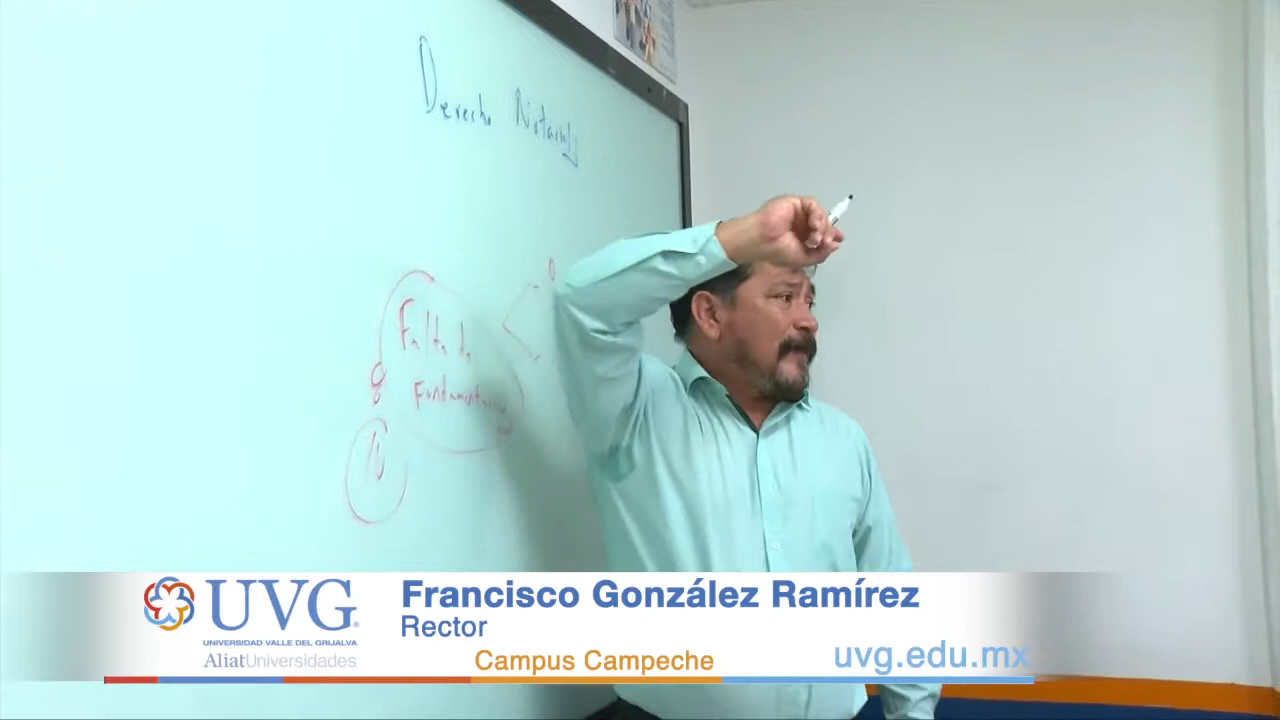 Derecho Notarial
Falta de
Fundamentación
UVG
UNIVERSIDAD VALLE DEL GRIJALVA
AliatUniversidades
Francisco González Ramírez
Rector
Campus Campeche
uvg.edu.mx